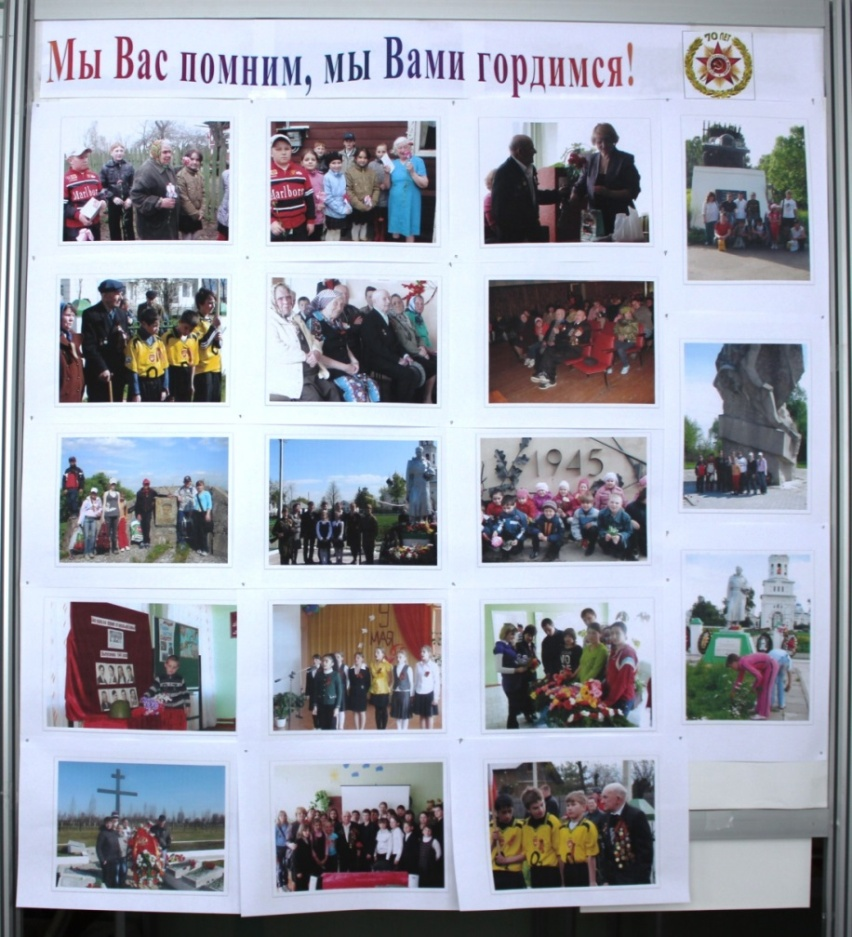 Мы Вас помним, мы Вами гордимся!
70 ЛЕТ
Marlboro
Marlboro
1945
9
МАЯ